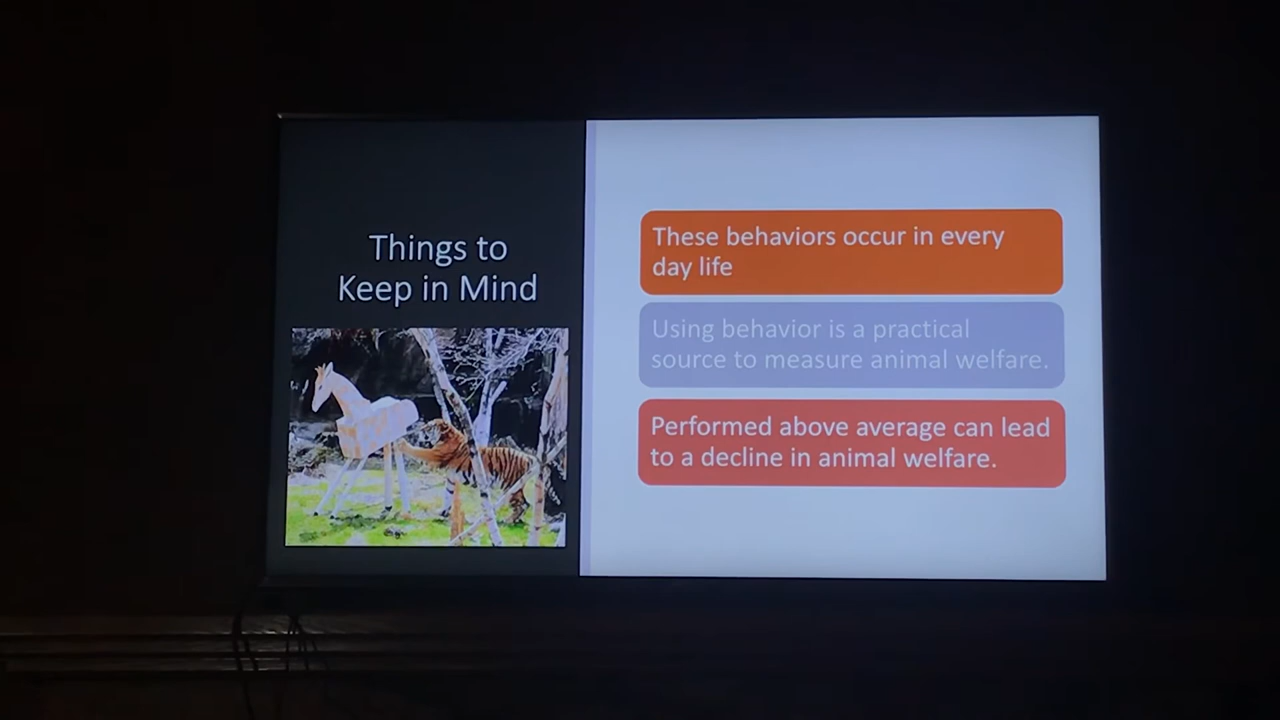 Things to
Keep in Mind
These behaviors occur in every
day life
Using behavior is a practical
source to measure animal welfare.
Performed above average can lead
to a decline in animal welfare.